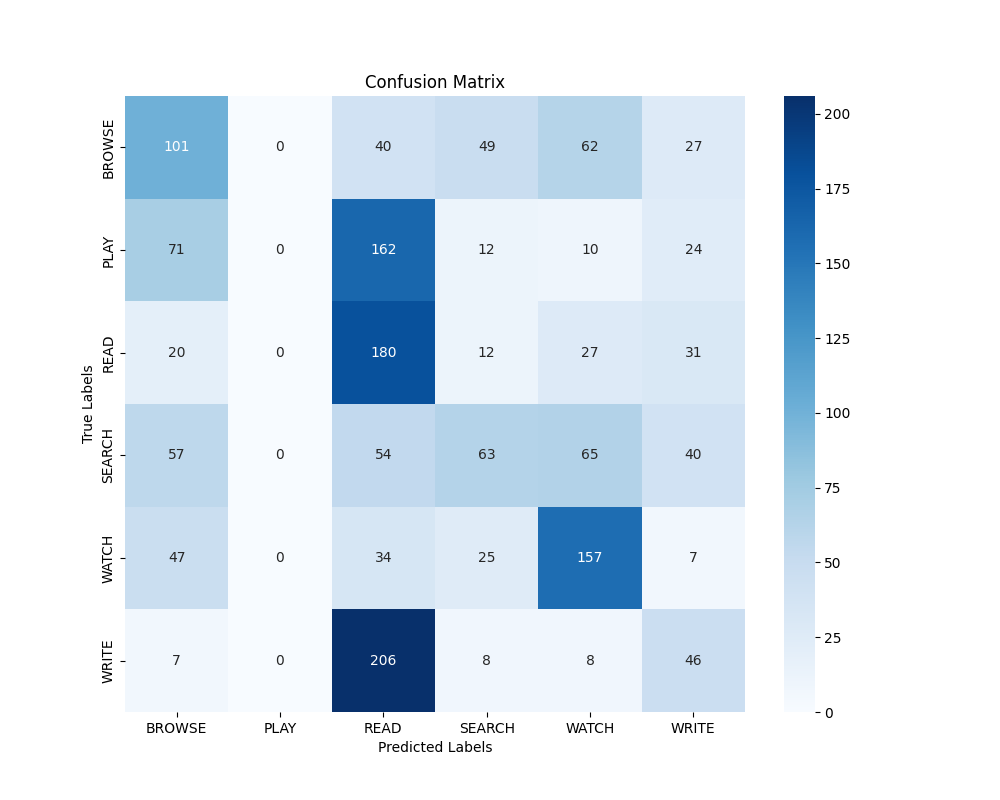 Confusion Matrix
BROWSE 101 0 40 49 62 27
PLAY 71 0 162 12 10 24
READ 20 0 180 12 27 31
SEARCH 57 0 54 63 65 40
WATCH 47 0 34 25 157 7
WRITE 7 0 206 8 8 46
True Labels
BROWSE PLAY READ SEARCH WATCH WRITE
Predicted Labels
200
175
150
125
100
75
50
25
0